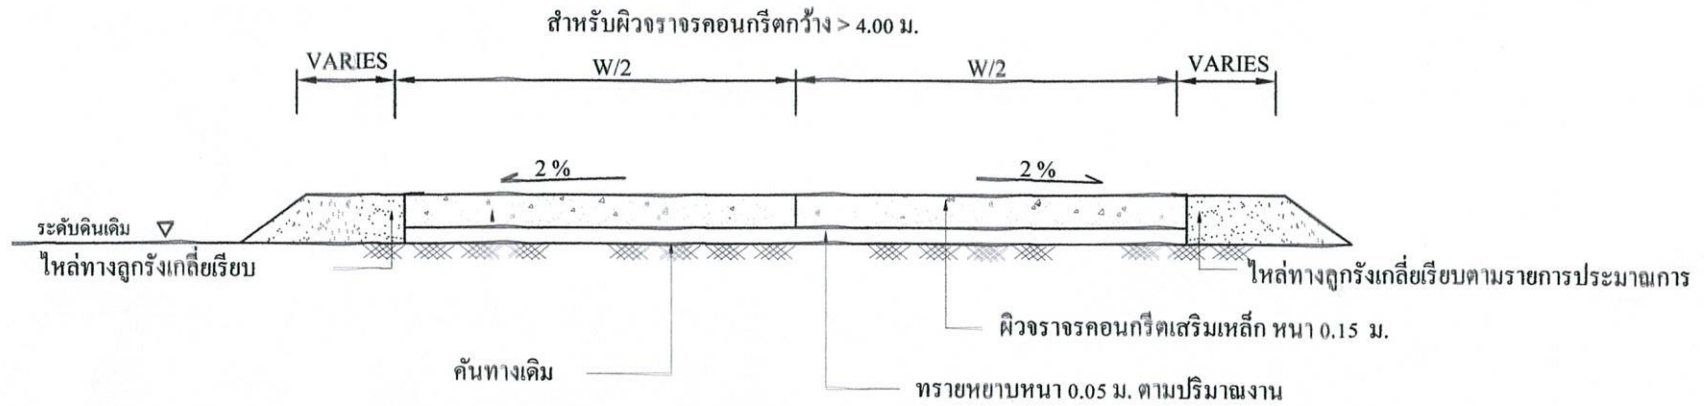 สำหรับผิวจราจรคอนกรีตกว้าง > 4.00 ม.
VARIES
W/2
W/2
VARIES
2 %
2 %
ระดับดินเดิม
ไหล่ทางลูกรังเกลี่ยเรียบ
ไหล่ทางลูกรังเกลี่ยเรียบตามรายการประมาณการ
ผิวจราจรคอนกรีตเสริมเหล็ก หนา 0.15 ม.
คันทางเดิม
ทรายหยาบหนา 0.05 ม. ตามปริมาณงาน